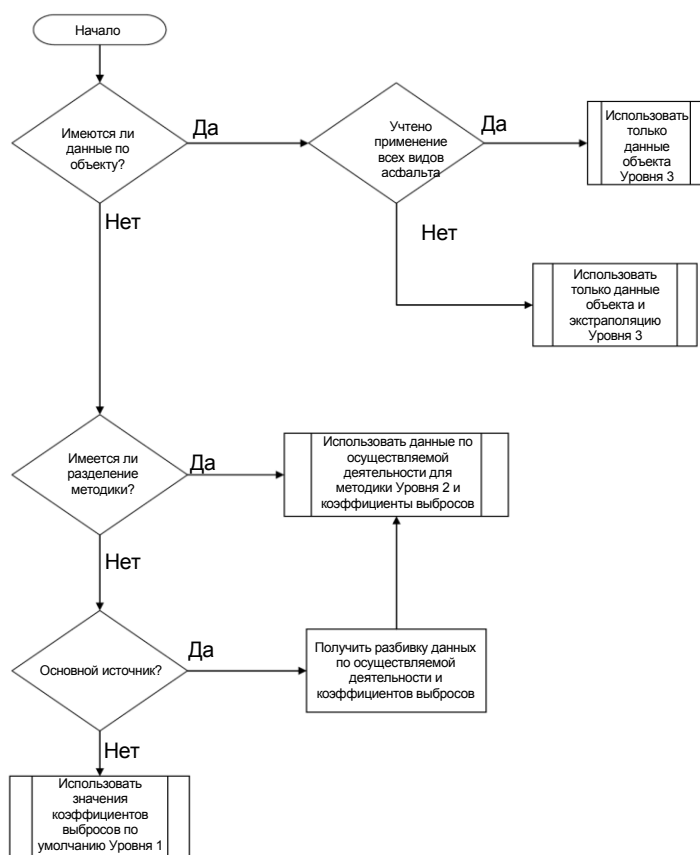 Начало
Имеются ли
данные по
объекту?
Да
Учтено
применение
всех видов
асфальта
Да
Использовать
только
данные
объекта
Уровня 3
Нет
Нет
Использовать
только данные
объекта и
экстраполяцию
Уровня 3
Имеется ли
разделение
методики?
Да
Использовать данные по
осуществляемой
деятельности для
методики Уровня 2 и
коэффициенты выбросов
Нет
Основной источник?
Да
Получить разбивку данных
по осуществляемой
деятельности и
коэффициентов выбросов
Нет
Использовать
значения
коэффициентов
выбросов по
умолчанию Уровня 1